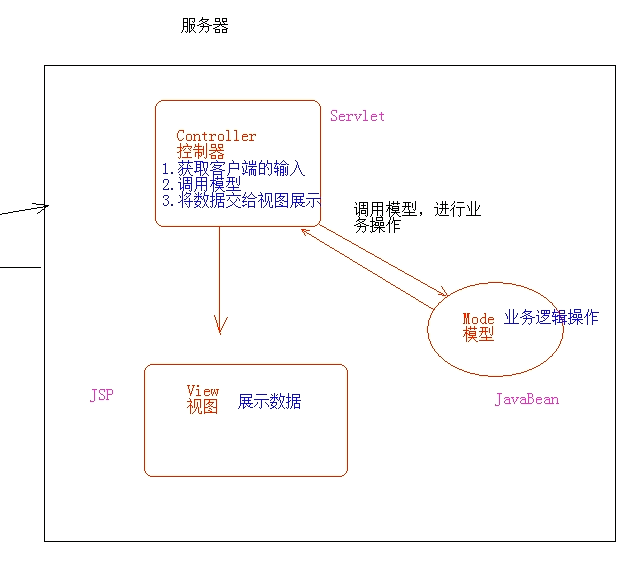 服务器
Servlet
Controller
控制器
1.获取客户端的输入
2.调用模型
3.将数据交给视图展示
调用模型，进行业
务操作
Mode 业务逻辑操作
模型
JavaBean
JSP
View
视图 展示数据